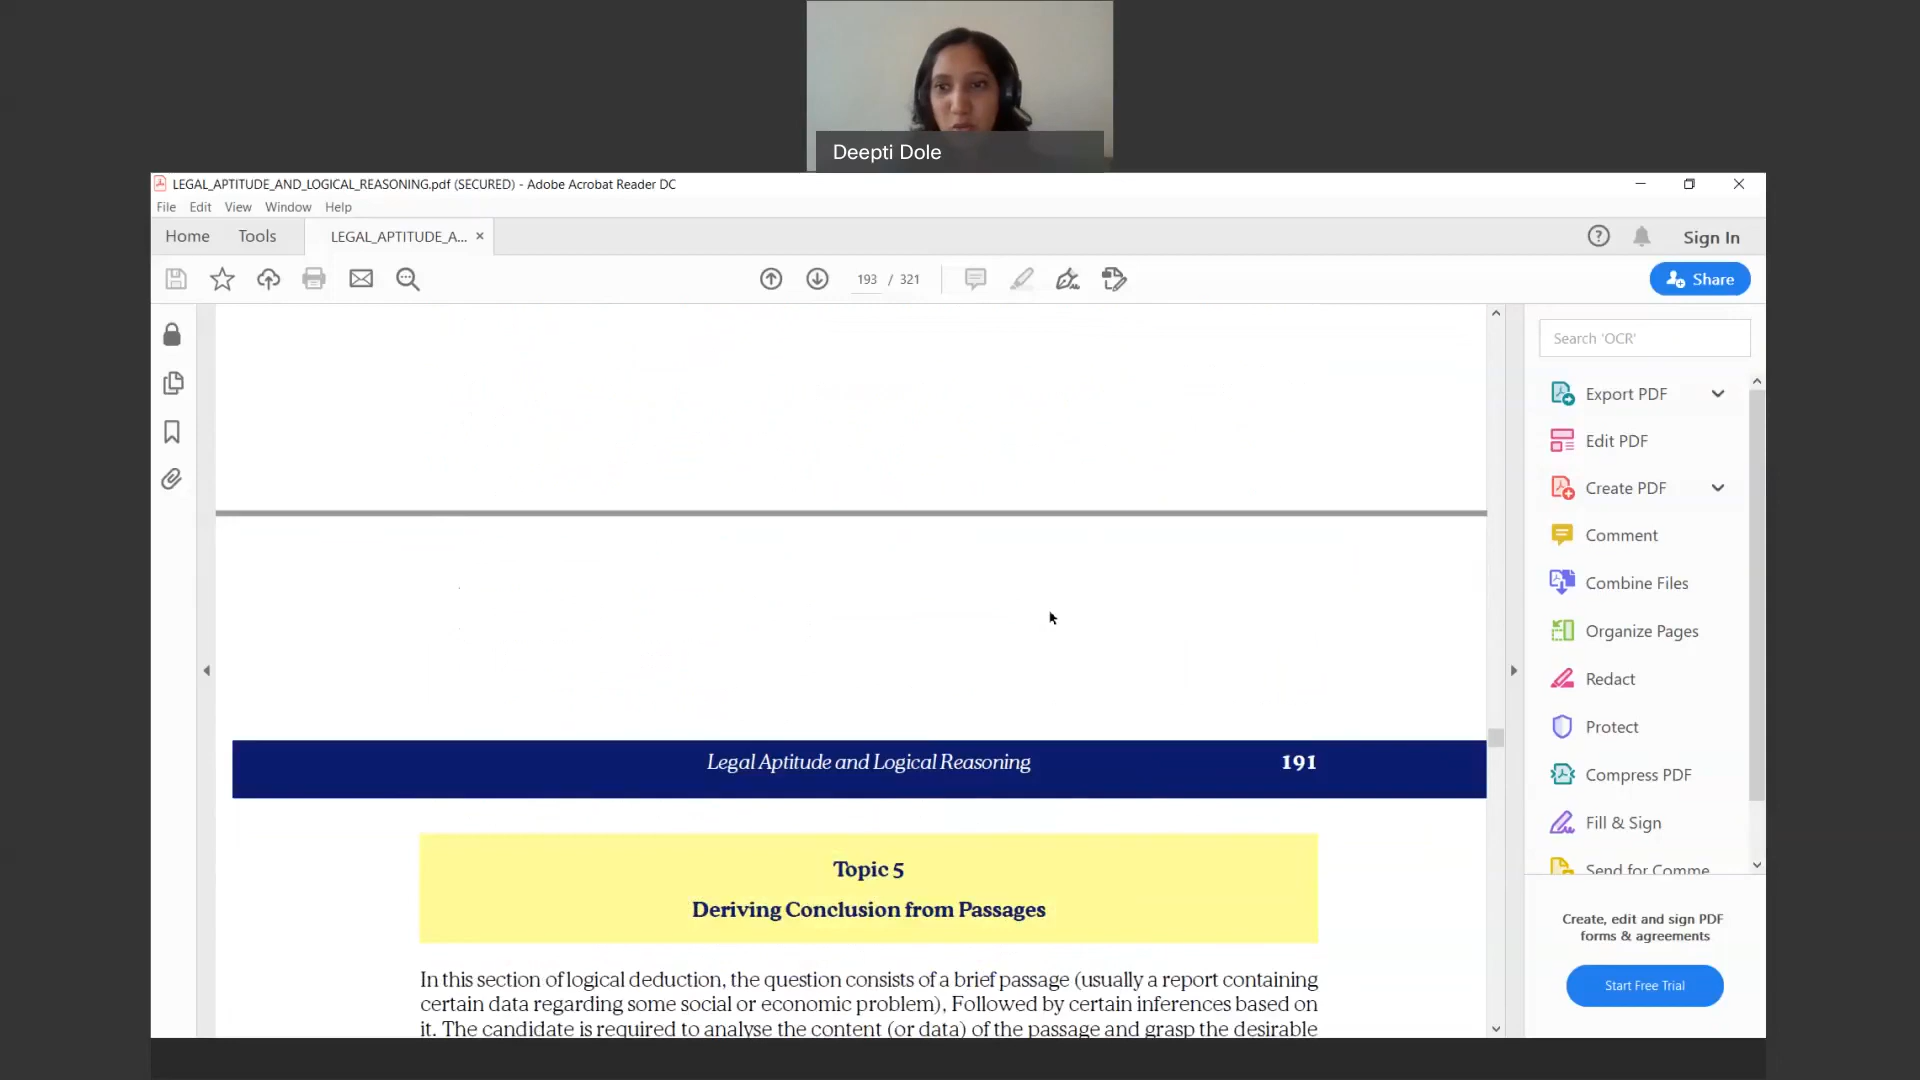 Deepti Dole
LEGAL_APTITUDE_AND_LOGICAL_REASONING.pdf (SECURED) - Adobe Acrobat Reader DC
File Edit View Window Help
Home Tools LEGAL_APTITUDE_A... × Sign In
193 / 321 Share
Search 'OCR'
Export PDF
Edit PDF
Create PDF
Comment
Combine Files
Organize Pages
Redact
Protect
Compress PDF
Fill & Sign
Send for Comme
Create, edit and sign PDF
forms & agreements
Start Free Trial
Legal Aptitude and Logical Reasoning 191
Topic 5
Deriving Conclusion from Passages
In this section of logical deduction, the question consists of a brief passage (usually a report containing
certain data regarding some social or economic problem), Followed by certain inferences based on
it. The candidate is required to analyse the content (or data) of the passage and grasp the desirable